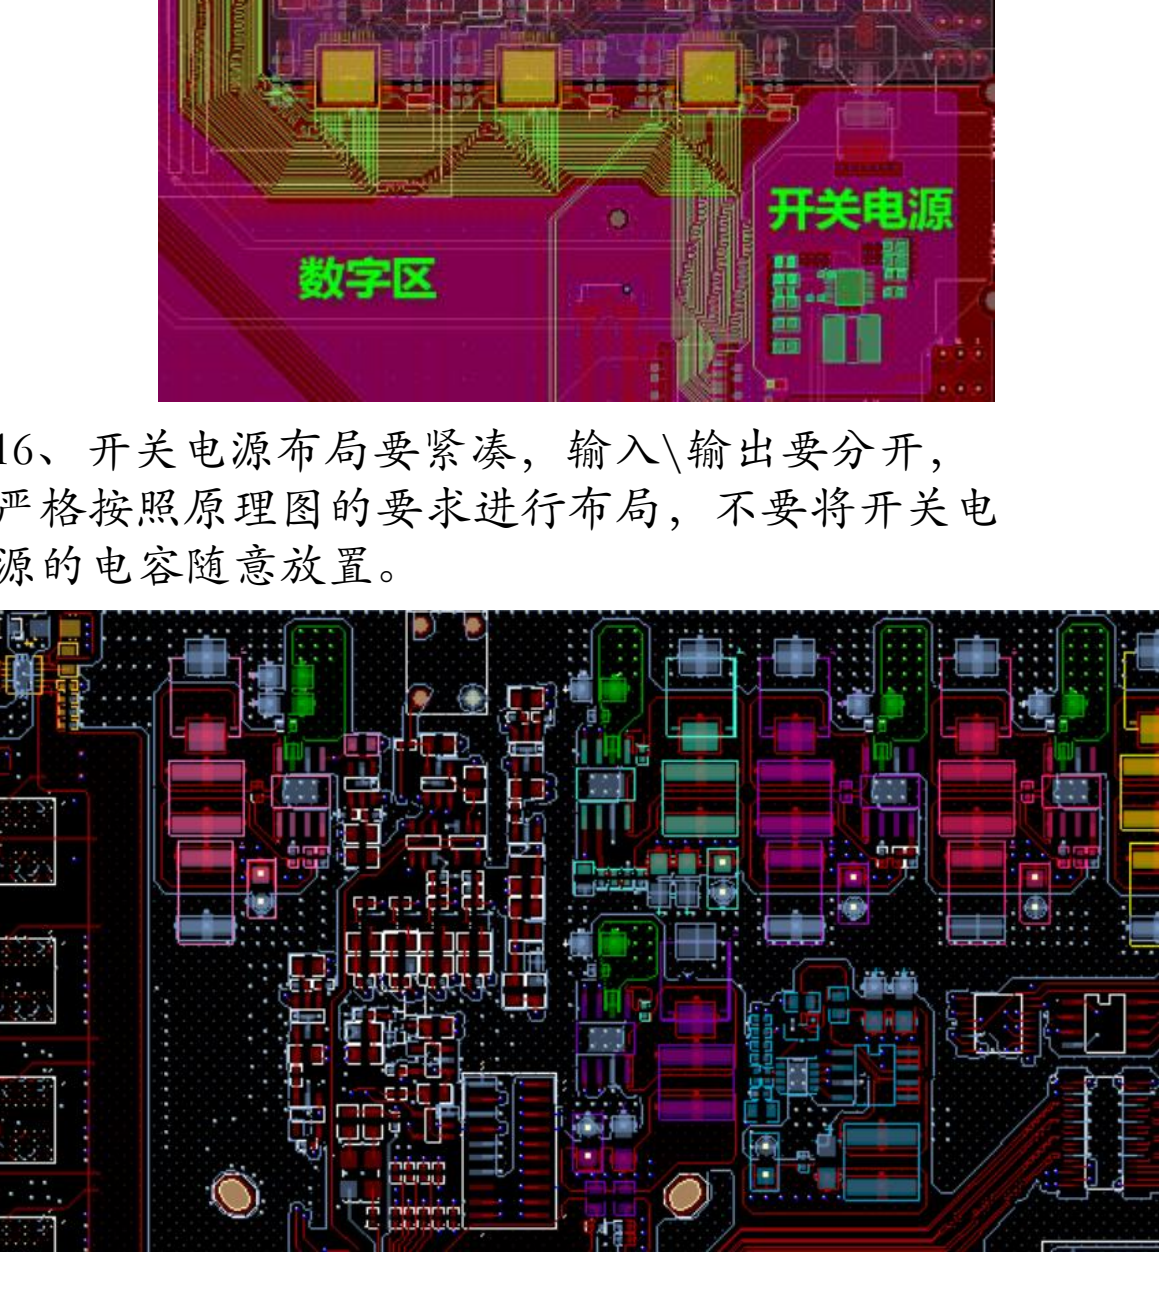 开关电源
数字区
16、开关电源布局要紧凑，输入\输出要分开，
严格按照原理图的要求进行布局，不要将开关电
源的电容随意放置。